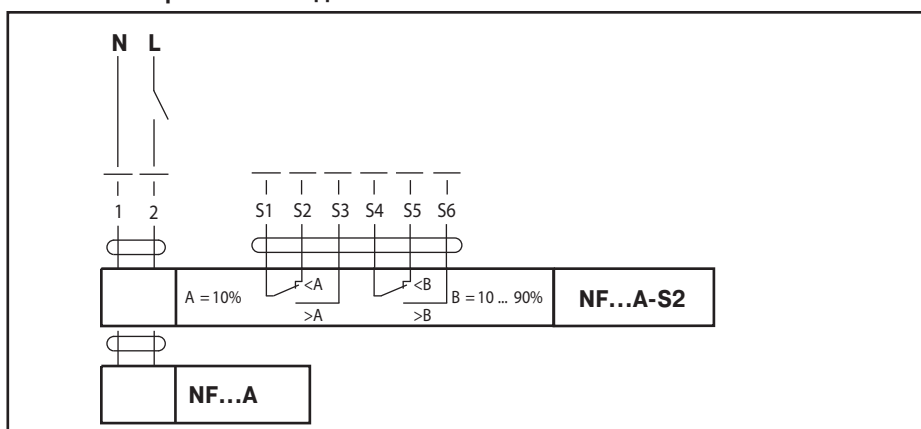 N L
1 2 S1 S2 S3 S4 S5 S6
A = 10% <A >A <B >B B = 10 ... 90% NF...A-S2
NF...A